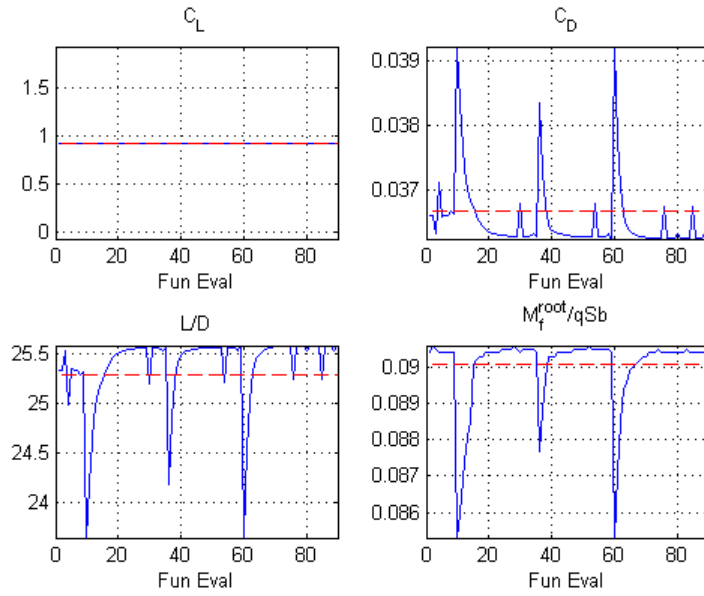 C_L
1.5
1
0.5
0
0 20 40 60 80
Fun Eval
C_D
0.039
0.038
0.037
0 20 40 60 80
Fun Eval
L/D
25.5
25
24.5
24
0 20 40 60 80
Fun Eval
M_f^root/qSb
0.09
0.089
0.088
0.087
0.086
0 20 40 60 80
Fun Eval